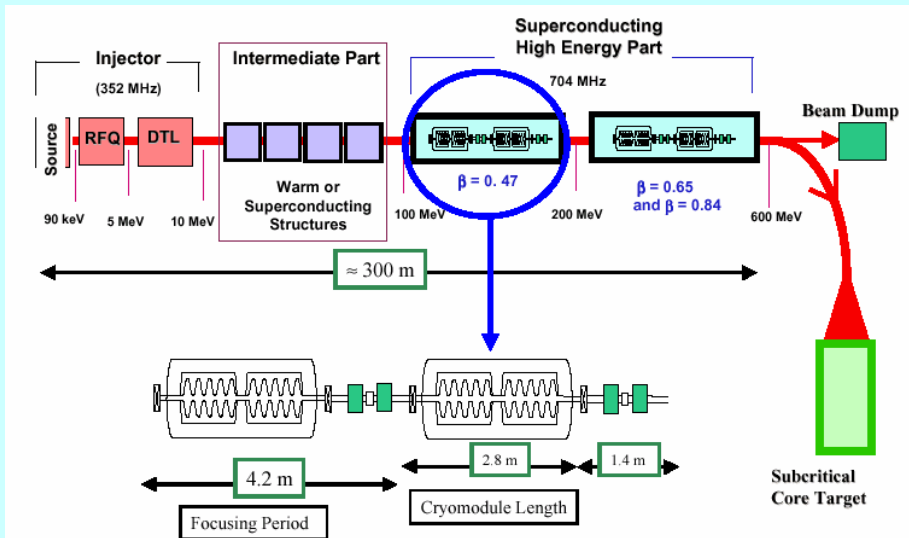 Superconducting
High Energy Part
Injector
(352 MHz)
Intermediate Part
704 MHz
Beam Dump
Source
RFQ
DTL
β = 0. 47
β = 0.65
and β = 0.84
Warm or
Superconducting
Structures
90 keV
5 MeV
10 MeV
100 MeV
200 MeV
600 MeV
≈ 300 m
2.8 m
1.4 m
4.2 m
Cryomodule Length
Focusing Period
Subcritical
Core Target